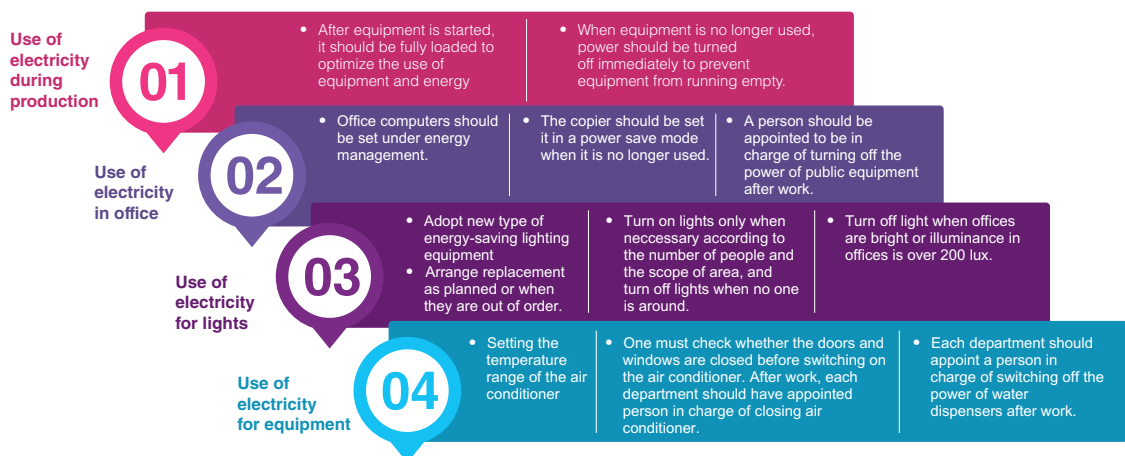 Use of
electricity
during
production
01
• After equipment is started,
it should be fully loaded to
optimize the use of
equipment and energy
• When equipment is no longer used,
power should be turned
off immediately to prevent
equipment from running empty.
Use of
electricity
in office
02
• Office computers should
be set under energy
management.
• The copier should be set
it in a power save mode
when it is no longer used.
• A person should be
appointed to be in
charge of turning off the
power of public equipment
after work.
Use of
electricity
for lights
03
• Adopt new type of
energy-saving lighting
equipment
• Arrange replacement
as planned or when
they are out of order.
• Turn on lights only when
neccessary according to
the number of people and
the scope of area, and
turn off lights when no one
is around.
• Turn off light when offices
are bright or illuminance in
offices is over 200 lux.
Use of
electricity
for equipment
04
• Setting the
temperature
range of the air
conditioner
• One must check whether the doors and
windows are closed before switching on
the air conditioner. After work, each
department should have appointed
person in charge of closing air
conditioner.
• Each department should
appoint a person in
charge of switching off the
power of water
dispensers after work.